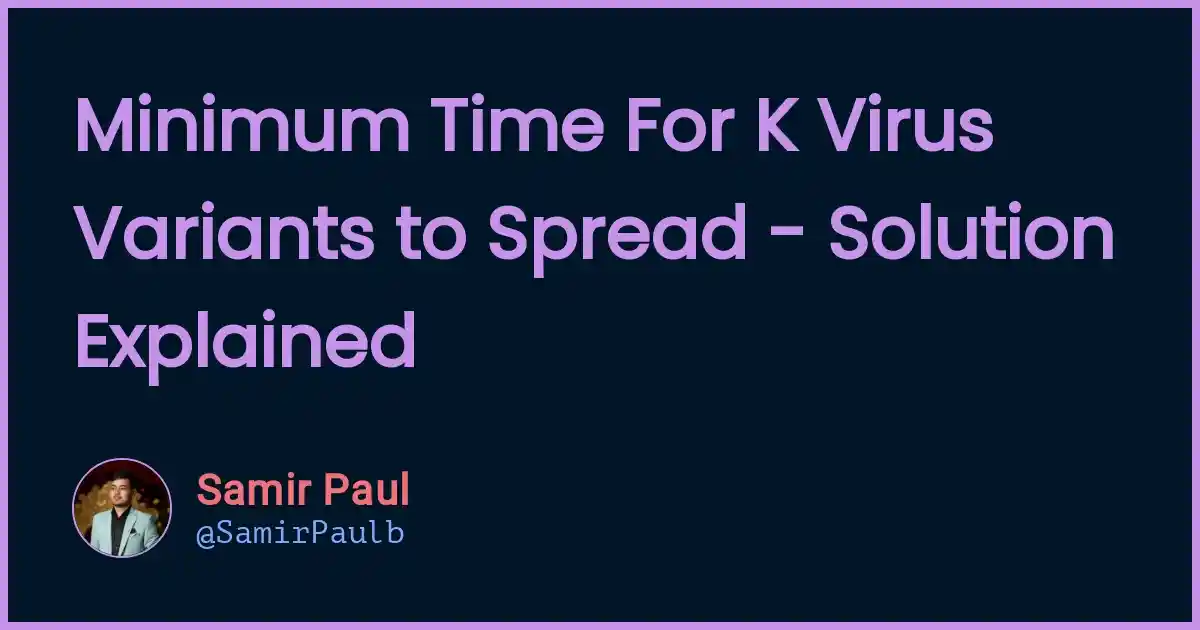 Minimum Time For K Virus
Variants to Spread - Solution
Explained
Samir Paul
@SamirPaulb